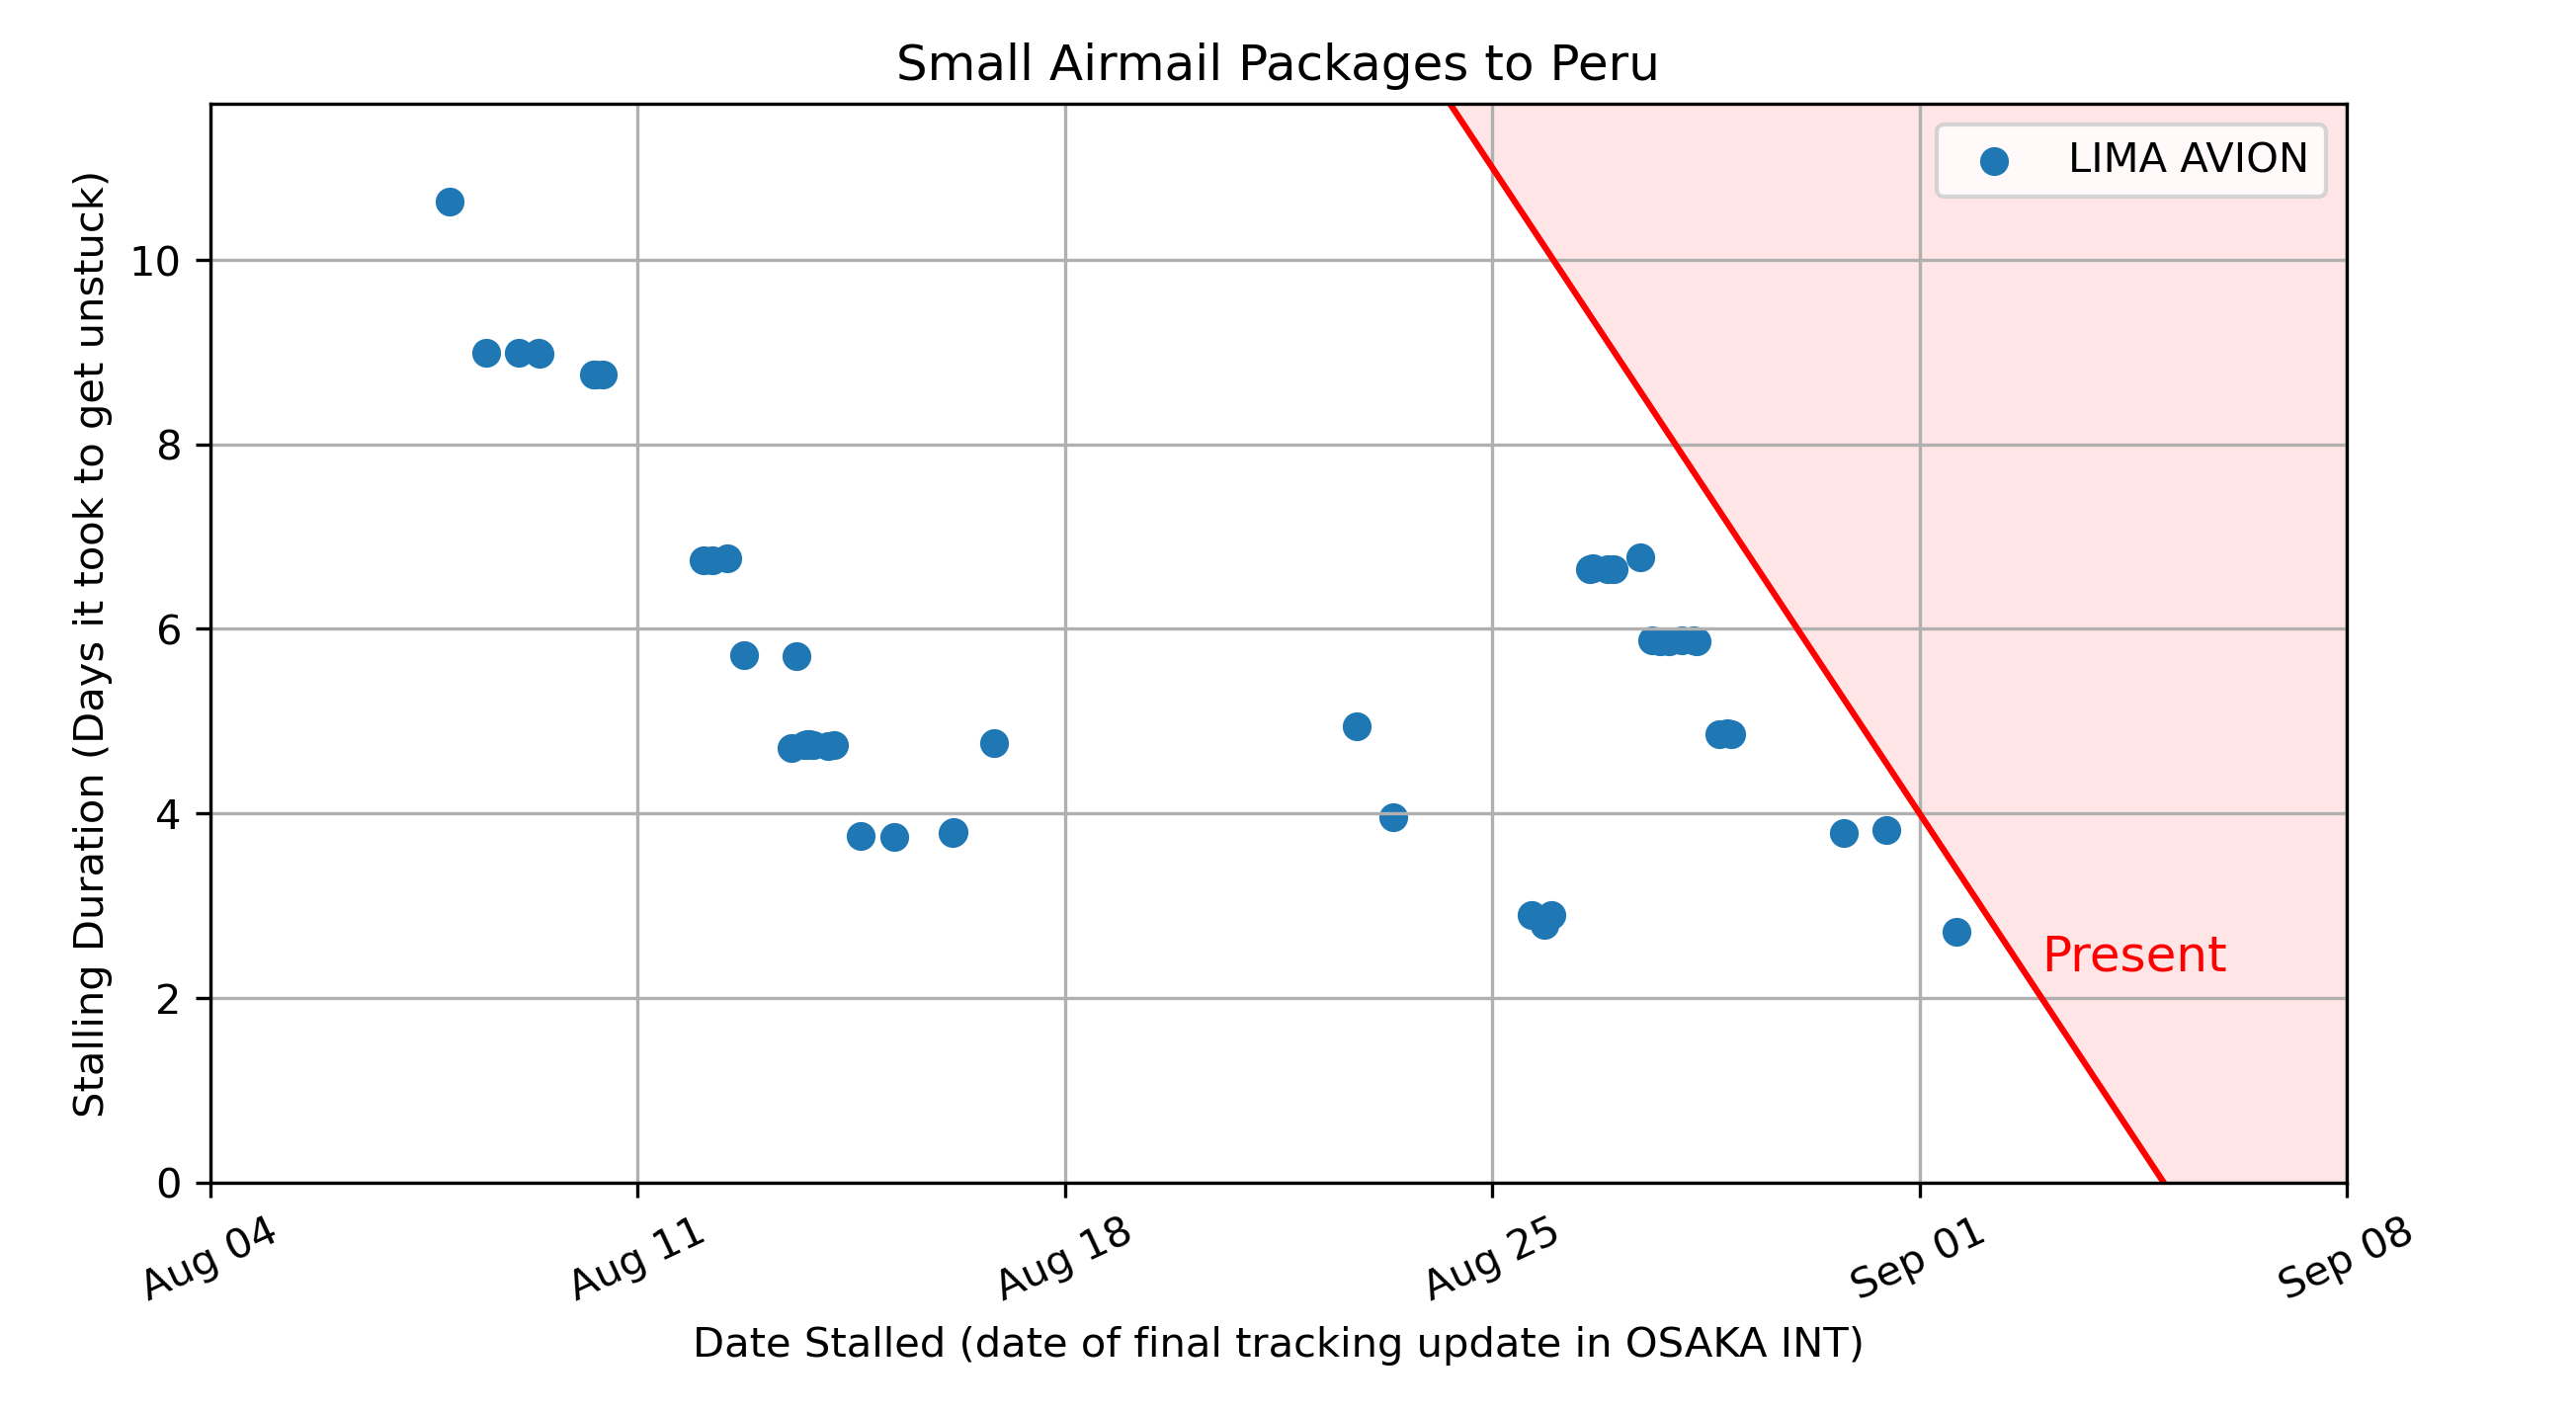 Small Airmail Packages to Peru
LIMA AVION
Stalling Duration (Days it took to get unstuck)
10
8
6
4
2
0
Present
Aug 04
Aug 11
Aug 18
Aug 25
Sep 01
Sep 08
Date Stalled (date of final tracking update in OSAKA INT)